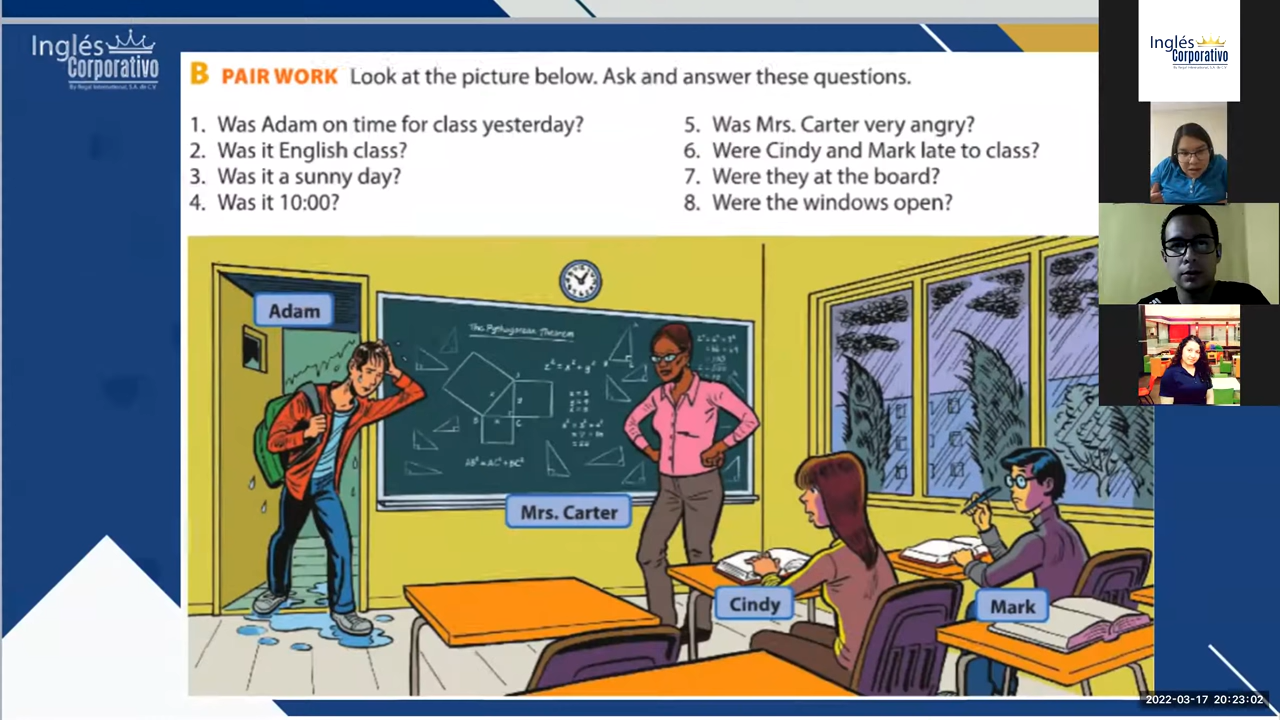 Inglés
Corporativo
By Regal International, S.A. de C.V.
B PAIR WORK Look at the picture below. Ask and answer these questions.
1. Was Adam on time for class yesterday?
2. Was it English class?
3. Was it a sunny day?
4. Was it 10:00?
5. Was Mrs. Carter very angry?
6. Were Cindy and Mark late to class?
7. Were they at the board?
8. Were the windows open?
Adam
The Pythagorean Theorem
Mrs. Carter
Cindy
Mark
Inglés
Corporativo
2022-03-17 20:23:02